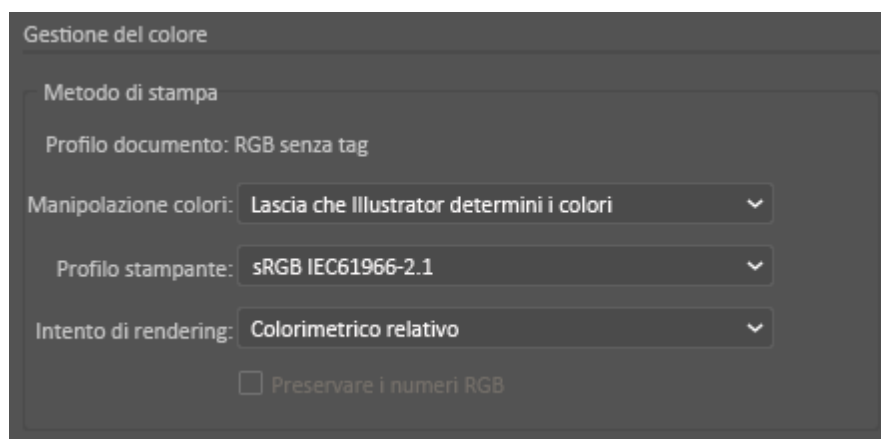 Gestione del colore
Metodo di stampa
Profilo documento: RGB senza tag
Manipolazione colori: Lascia che Illustrator determini i colori
Profilo stampante: sRGB IEC61966-2.1
Intento di rendering: Colorimetrico relativo
Preservare i numeri RGB